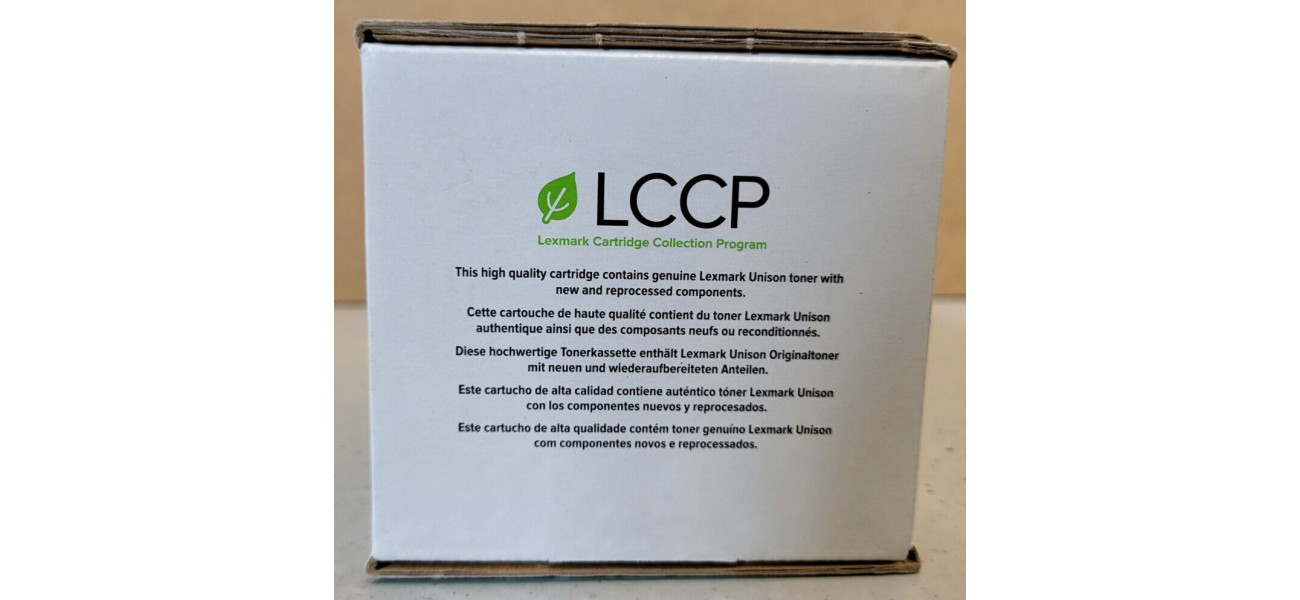 LCCP
Lexmark Cartridge Collection Program
This high quality cartridge contains genuine Lexmark Unison toner with
new and reprocessed components.
Cette cartouche de haute qualité contient du toner Lexmark Unison
authentique ainsi que des composants neufs ou reconditionnés.
Diese hochwertige Tonerkassette enthält Lexmark Unison Originaltoner
mit neuen und wiederaufbereiteten Anteilen.
Este cartucho de alta calidad contiene auténtico tóner Lexmark Unison
con los componentes nuevos y reprocesados.
Este cartucho de alta qualidade contém toner genuíno Lexmark Unison
com componentes novos e reprocessados.